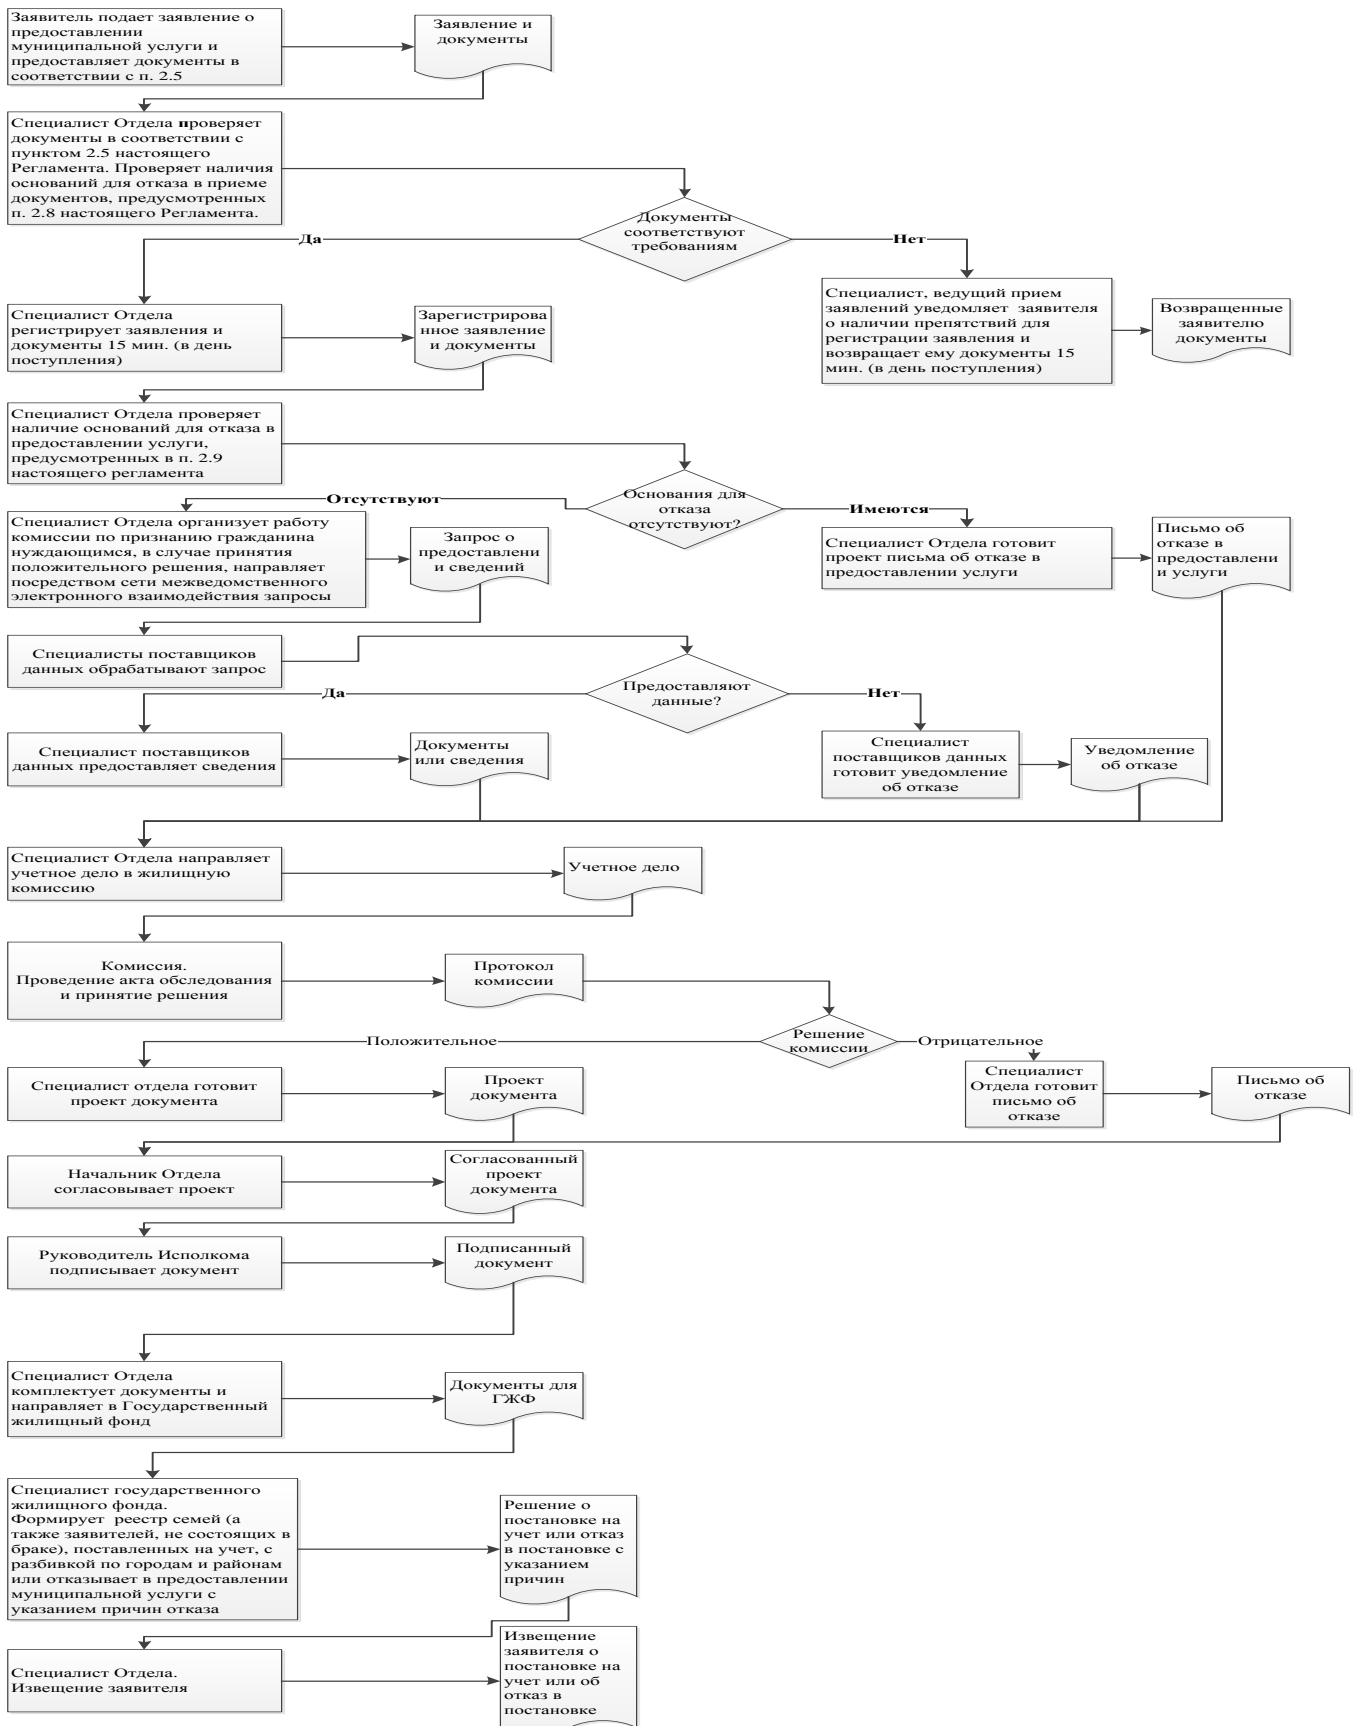 Заявитель подает заявление о
предоставлении
муниципальной услуги и
предоставляет документы в
соответствии с п. 2.5
Заявление и
документы
Специалист Отдела проверяет
документы в соответствии с
пунктом 2.5 настоящего
Регламента. Проверяет наличия
оснований для отказа в приеме
документов, предусмотренных
п. 2.8 настоящего Регламента.
Документы
соответствуют
требованиям
Да
Нет
Специалист Отдела
регистрирует заявления и
документы 15 мин. (в день
поступления)
Зарегистрирова
нное заявление
и документы
Специалист, ведущий прием
заявлений уведомляет заявителя
о наличии препятствий для
регистрации заявления и
возвращает ему документы 15
мин. (в день поступления)
Возвращенные
заявителю
документы
Специалист Отдела проверяет
наличие оснований для отказа в
предоставлении услуги,
предусмотренных в п. 2.9
настоящего регламента
Основания для
отказа
отсутствуют?
Отсутствуют
Имеются
Специалист Отдела организует работу
комиссии по признанию гражданина
нуждающимся, в случае принятия
положительного решения, направляет
посредством сети межведомственного
электронного взаимодействия запросы
Запрос о
предоставлени
и сведений
Специалист Отдела готовит
проект письма об отказе в
предоставлении услуги
Письмо об
отказе в
предоставлени
и услуги
Специалисты поставщиков
данных обрабатывают запрос
Предоставляют
данные?
Да
Нет
Специалист поставщиков
данных предоставляет сведения
Документы
или сведения
Специалист
поставщиков данных
готовит уведомление
об отказе
Уведомление
об отказе
Специалист Отдела направляет
учетное дело в жилищную
комиссию
Учетное дело
Комиссия.
Проведение акта обследования
и принятие решения
Протокол
комиссии
Решение
комиссии
Положительное
Отрицательное
Специалист отдела готовит
проект документа
Проект
документа
Специалист
Отдела готовит
письмо об
отказе
Письмо об
отказе
Начальник Отдела
согласовывает проект
Согласованный
проект
документа
Руководитель Исполкома
подписывает документ
Подписанный
документ
Специалист Отдела
комплектует документы и
направляет в Государственный
жилищный фонд
Документы для
ГЖФ
Специалист государственного
жилищного фонда.
Формирует реестр семей (а
также заявителей, не состоящих в
браке), поставленных на учет, с
разбивкой по городам и районам
или отказывает в предоставлении
муниципальной услуги с
указанием причин отказа
Решение о
постановке на
учет или отказ
в постановке с
указанием
причин
Специалист Отдела.
Извещение заявителя
Извещение
заявителя о
постановке на
учет или об
отказ в
постановке